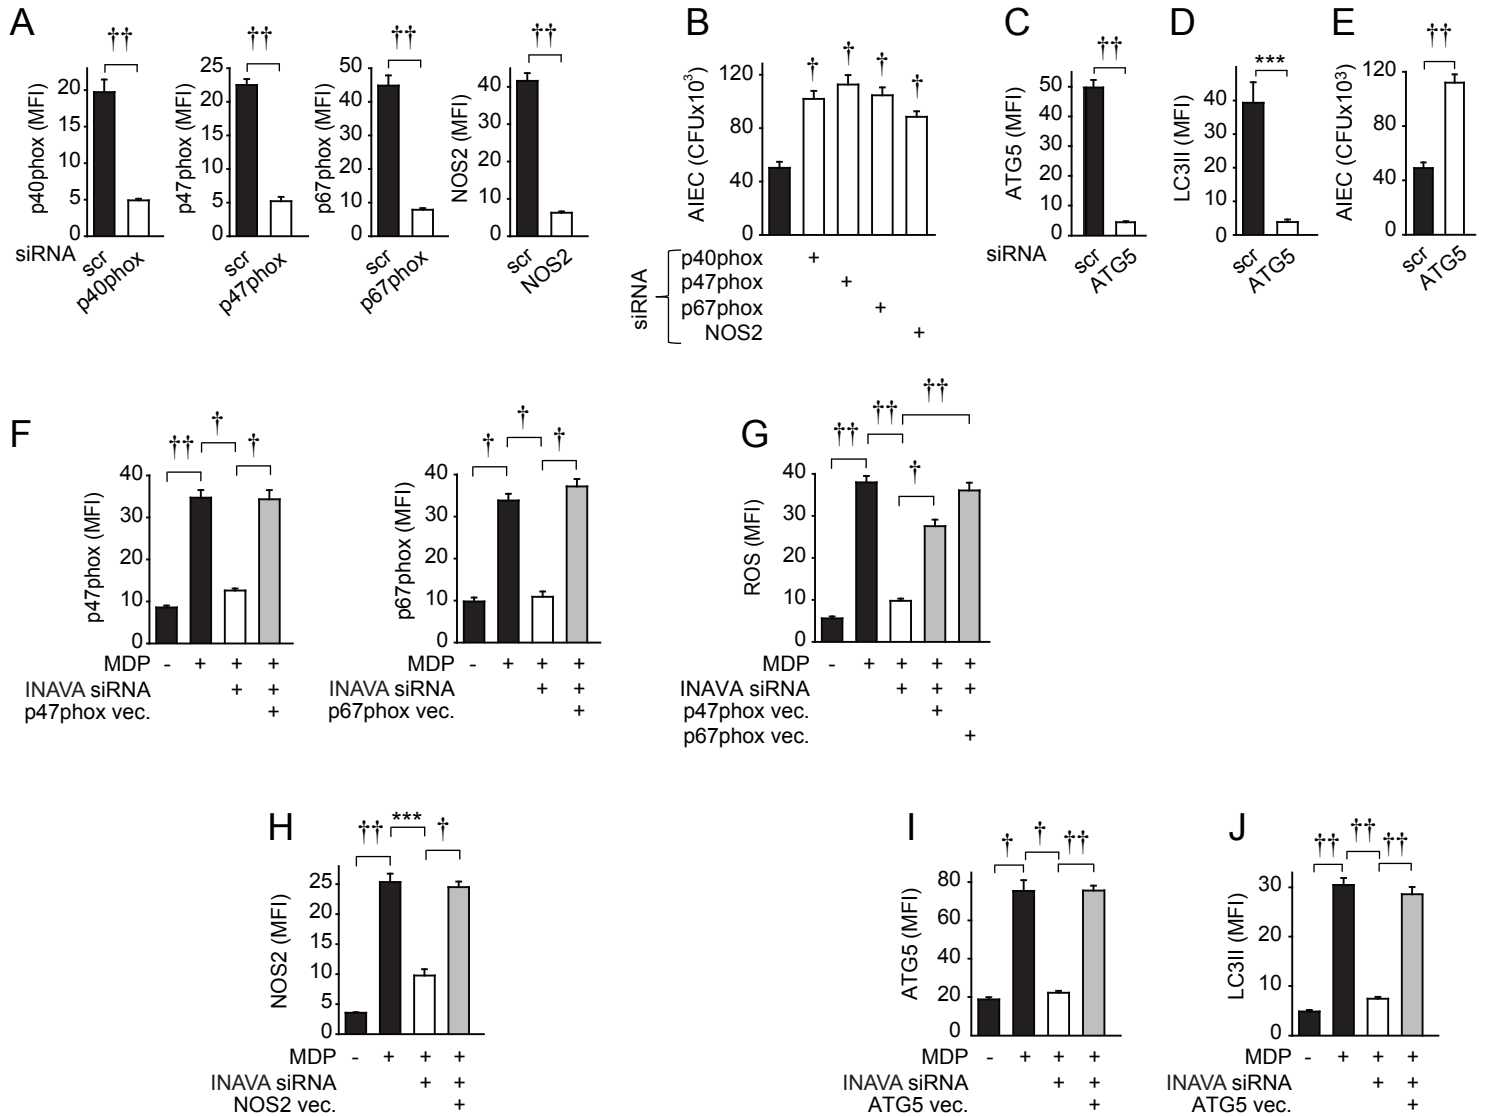 A
††
p40phox (MFI)
20
15
10
5
0
siRNA
scr
p40phox
††
p47phox (MFI)
25
20
15
10
5
0
scr
p47phox
††
p67phox (MFI)
50
40
30
20
10
0
scr
p67phox
††
NOS2 (MFI)
40
30
20
10
0
scr
NOS2
B
AIEC (CFUx10³)
120
80
40
0
† † † †
siRNA
p40phox +
p47phox +
p67phox +
NOS2 +
C
††
ATG5 (MFI)
50
40
30
20
10
0
siRNA
scr
ATG5
D
***
LC3II (MFI)
40
30
20
10
0
scr
ATG5
E
††
AIEC (CFUx103)
120
80
40
0
scr
ATG5
F
†† † †
p47phox (MFI)
40
30
20
10
0
MDP - + + +
INAVA siRNA + +
p47phox vec. +
† † †
p67phox (MFI)
40
30
20
10
0
MDP - + + +
INAVA siRNA + +
p67phox vec. +
G
†† †† †† †
ROS (MFI)
40
30
20
10
0
MDP - + + + +
INAVA siRNA + + +
p47phox vec. +
p67phox vec. +
H
†† *** †
NOS2 (MFI)
25
20
15
10
5
0
MDP - + + +
INAVA siRNA + +
NOS2 vec. +
I
† † ††
ATG5 (MFI)
80
60
40
20
0
MDP - + + +
INAVA siRNA + +
ATG5 vec. +
J
†† †† ††
LC3II (MFI)
30
20
10
0
MDP - + + +
INAVA siRNA + +
ATG5 vec. +